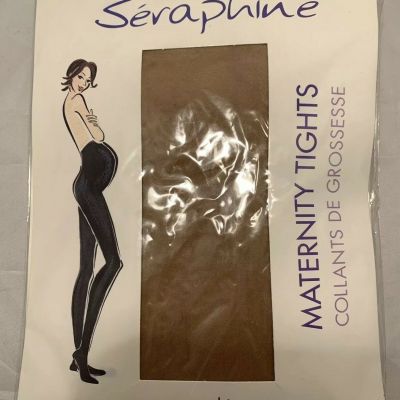 Séraphine
MATERNITY TIGHTS
COLLANTS DE GROSSESSE